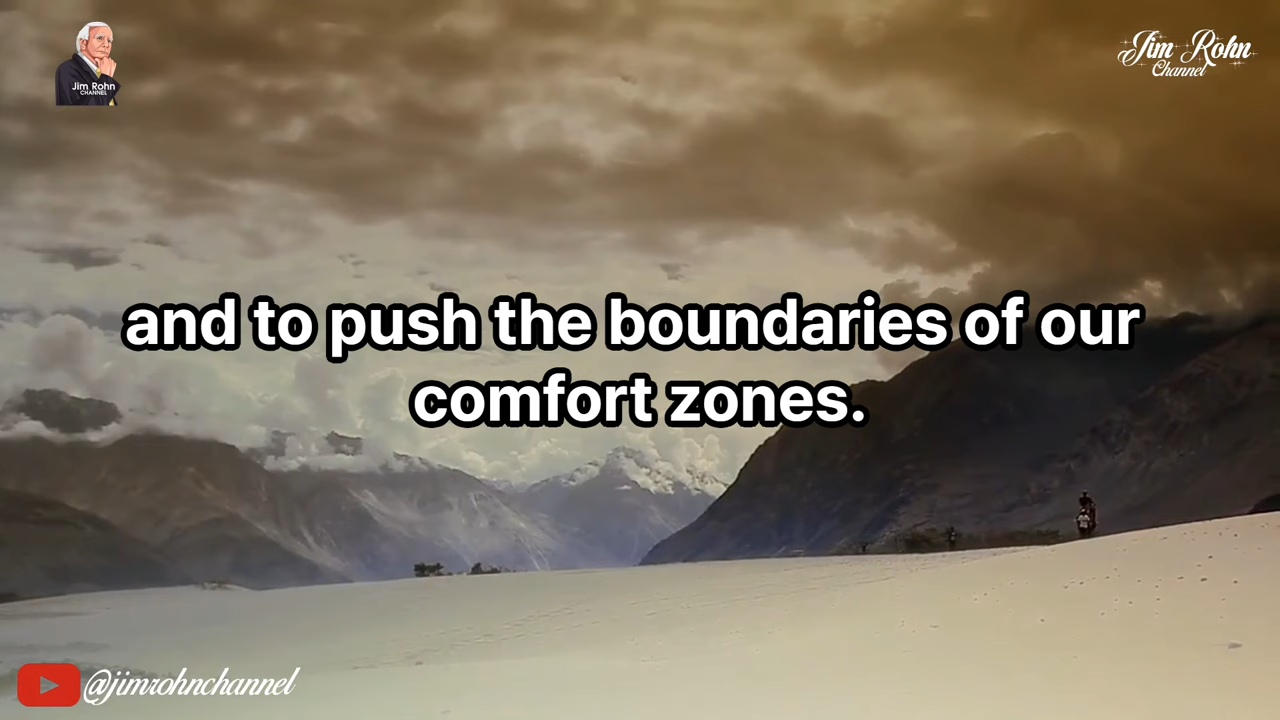 Jim Rohn
CHANNEL
Jim Rohn
Channel
and to push the boundaries of our
comfort zones.
@jimrohnchannel